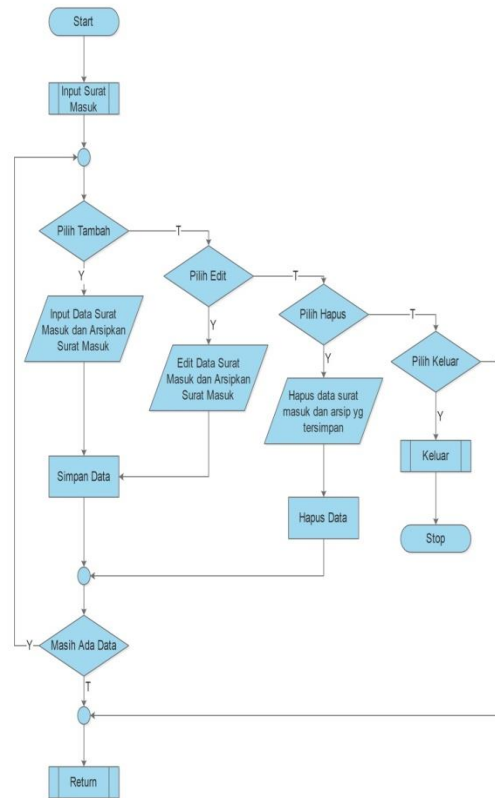 Start
Input Surat
Masuk
Pilih Tambah
T
Y
Pilih Edit
T
Y
Pilih Hapus
T
Y
Pilih Keluar
Y
Input Data Surat
Masuk dan Arsipkan
Surat Masuk
Edit Data Surat
Masuk dan Arsipkan
Surat Masuk
Hapus data surat
masuk dan arsip yg
tersimpan
Keluar
Simpan Data
Hapus Data
Stop
Masih Ada Data
Y
T
Return